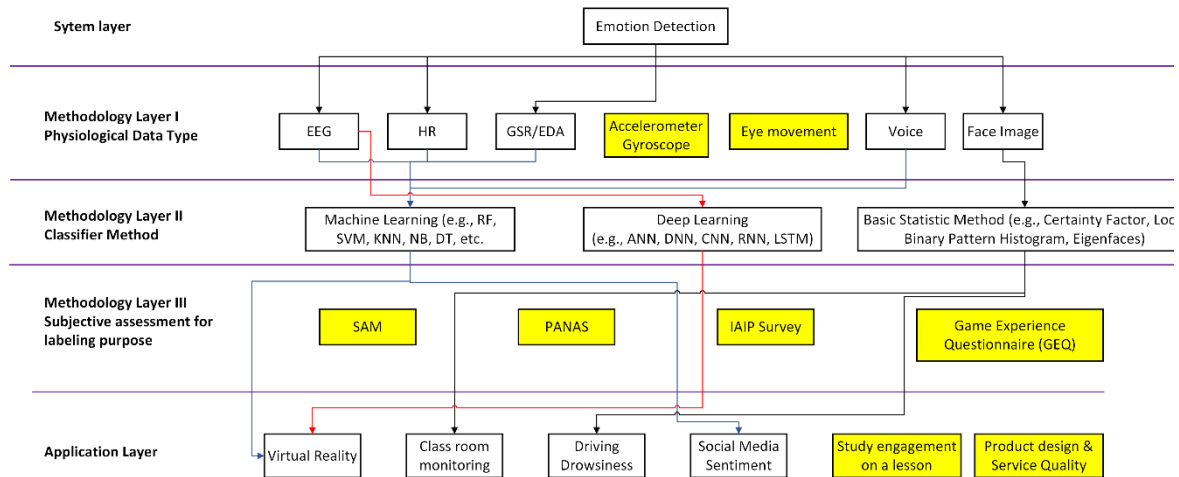 Sytem layer
Emotion Detection
Methodology Layer I
Physiological Data Type
EEG
HR
GSR/EDA
Accelerometer
Gyroscope
Eye movement
Voice
Face Image
Methodology Layer II
Classifier Method
Machine Learning (e.g., RF,
SVM, KNN, NB, DT, etc.
Deep Learning
(e.g., ANN, DNN, CNN, RNN, LSTM)
Basic Statistic Method (e.g., Certainty Factor, Loc
Binary Pattern Histogram, Eigenfaces)
Methodology Layer III
Subjective assessment for
labeling purpose
SAM
PANAS
IAIP Survey
Game Experience
Questionnaire (GEQ)
Application Layer
Virtual Reality
Class room
monitoring
Driving
Drowsiness
Social Media
Sentiment
Study engagement
on a lesson
Product design &
Service Quality